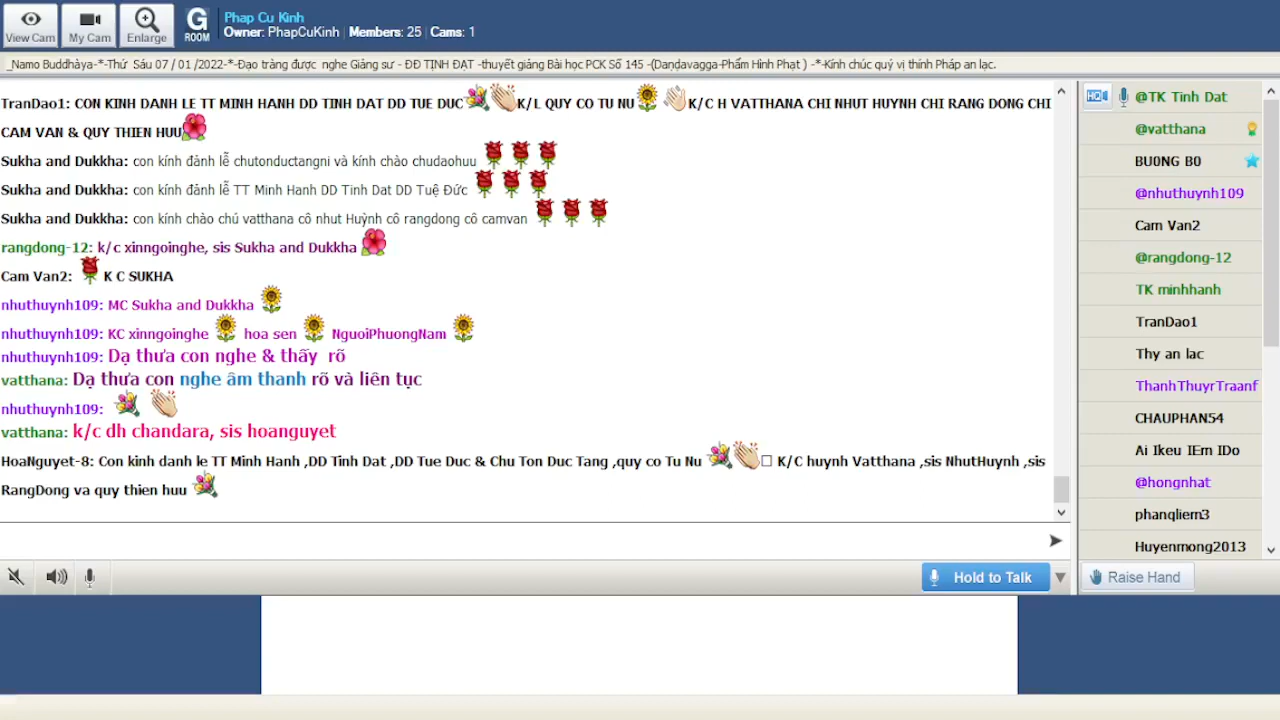 View Cam
My Cam
Enlarge
G
ROOM
Phap Cu Kinh
Owner: PhapCuKinh | Members: 25 | Cams: 1
_Namo Buddhàya-*-Thứ Sáu 07 / 01 /2022-*-Đạo tràng được nghe Giảng sư - ĐĐ TỊNH ĐẠT -thuyết giảng Bài học PCK Số 145 -(Daṇḍavagga-Phẩm Hình Phạt ) -*-Kính chúc quý vị thính Pháp an lạc.
TranDao1: CON KINH DANH LE TT MINH HANH DD TINH DAT DD TUE DUC K/L QUY CO TU NU K/C H VATTHANA CHI NHUT HUYNH CHI RANG DONG CHI
CAM VAN & QUY THIEN HUU
Sukha and Dukkha: con kính đảnh lễ chutonductangni và kính chào chudaohuu
Sukha and Dukkha: con kính đảnh lễ TT Minh Hanh DD Tinh Dat DD Tuệ Đức
Sukha and Dukkha: con kính chào chú vatthana cô nhut Huỳnh cô rangdong cô camvan
rangdong-12: k/c xinngoinghe, sis Sukha and Dukkha
Cam Van2: K C SUKHA
nhuthuynh109: MC Sukha and Dukkha
nhuthuynh109: KC xinngoinghe hoa sen NguoiPhuongNam
nhuthuynh109: Dạ thưa con nghe & thấy rõ
vatthana: Dạ thưa con nghe âm thanh rõ và liên tục
nhuthuynh109:
vatthana: k/c dh chandara, sis hoanguyet
HoaNguyet-8: Con kinh danh le TT Minh Hanh ,DD Tinh Dat ,DD Tue Duc & Chu Ton Duc Tang ,quy co Tu Nu K/C huynh Vatthana ,sis NhutHuynh ,sis
RangDong va quy thien huu
Hold to Talk
HD
@TK Tinh Dat
@vatthana
BU0NG B0
@nhuthuynh109
Cam Van2
@rangdong-12
TK minhhanh
TranDao1
Thy an lac
ThanhThuyrTraanf
CHAUPHAN54
Ai Ikeu IEm IDo
@hongnhat
phanqliem3
Huyenmong2013
Raise Hand